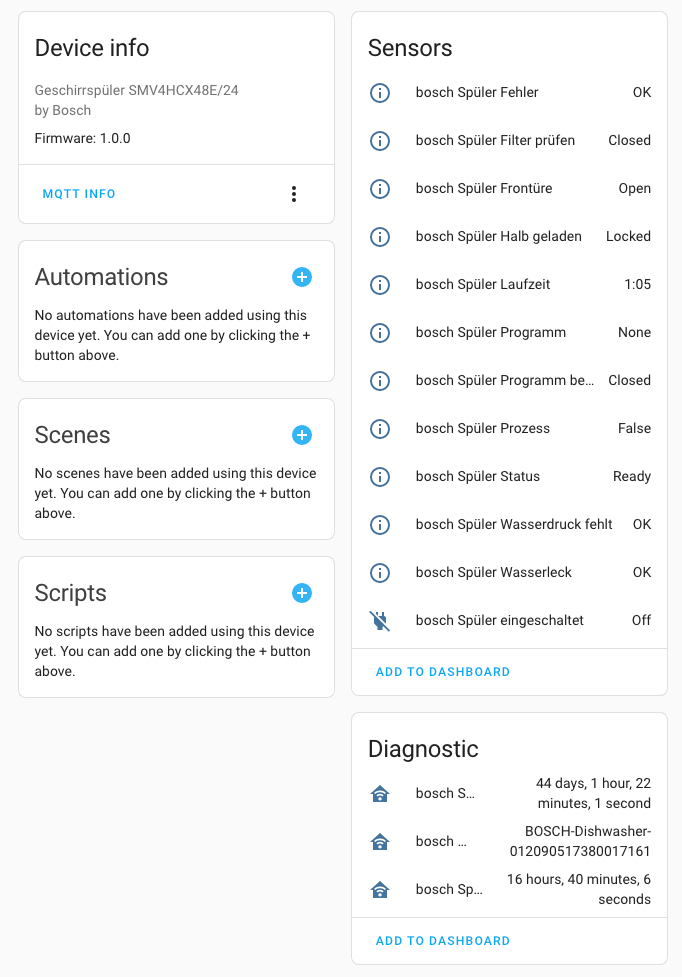 Device info
Geschirrspüler SMV4HCX48E/24
by Bosch
Firmware: 1.0.0
MQTT INFO
Automations
No automations have been added using this
device yet. You can add one by clicking the +
button above.
Scenes
No scenes have been added using this device
yet. You can add one by clicking the + button
above.
Scripts
No scripts have been added using this device
yet. You can add one by clicking the + button
above.
Sensors
bosch Spüler Fehler OK
bosch Spüler Filter prüfen Closed
bosch Spüler Frontüre Open
bosch Spüler Halb geladen Locked
bosch Spüler Laufzeit 1:05
bosch Spüler Programm None
bosch Spüler Programm be... Closed
bosch Spüler Prozess False
bosch Spüler Status Ready
bosch Spüler Wasserdruck fehlt OK
bosch Spüler Wasserleck OK
bosch Spüler eingeschaltet Off
ADD TO DASHBOARD
Diagnostic
bosch S... 44 days, 1 hour, 22
minutes, 1 second
bosch ... BOSCH-Dishwasher-
012090517380017161
bosch Sp... 16 hours, 40 minutes, 6
seconds
ADD TO DASHBOARD